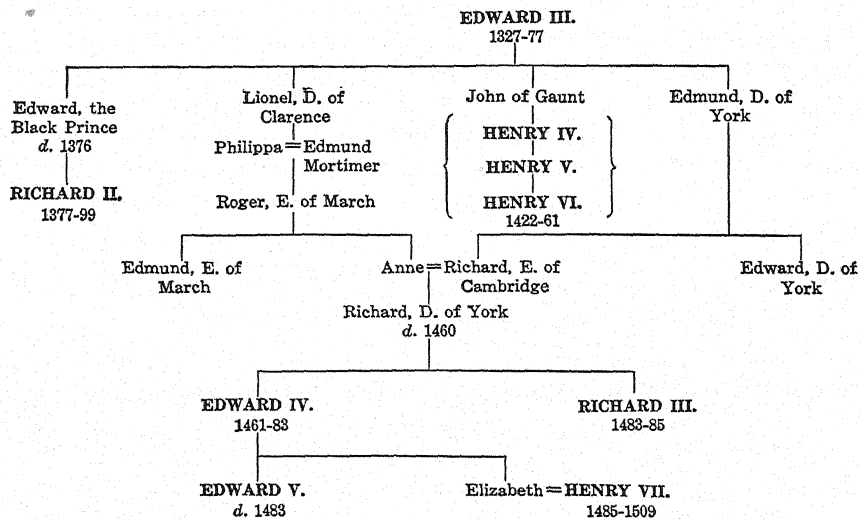 EDWARD III.
1327-77
Edward, the
Black Prince
d. 1376
Lionel, D. of
Clarence
John of Gaunt
Edmund, D. of
York
Philippa=Edmund
Mortimer
HENRY IV.
HENRY V.
RICHARD II.
1377-99
Roger, E. of March
HENRY VI.
1422-61
Edmund, E. of
March
Anne=Richard, E. of
Cambridge
Edward, D. of
York
Richard, D. of York
d. 1460
EDWARD IV.
1461-83
RICHARD III.
1483-85
EDWARD V.
d. 1483
Elizabeth=HENRY VII.
1485-1509